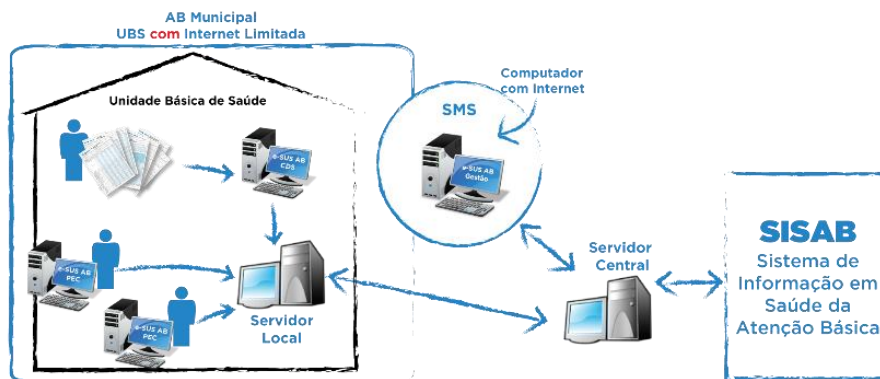 AB Municipal
UBS com Internet Limitada
Unidade Básica de Saúde
e-SUS AB
CDS
e-SUS AB
PEC
e-SUS AB
PEC
Servidor
Local
Computador
com Internet
SMS
e-SUS AB
Gestão
Servidor
Central
SISAB
Sistema de
Informação em
Saúde da
Atenção Básica